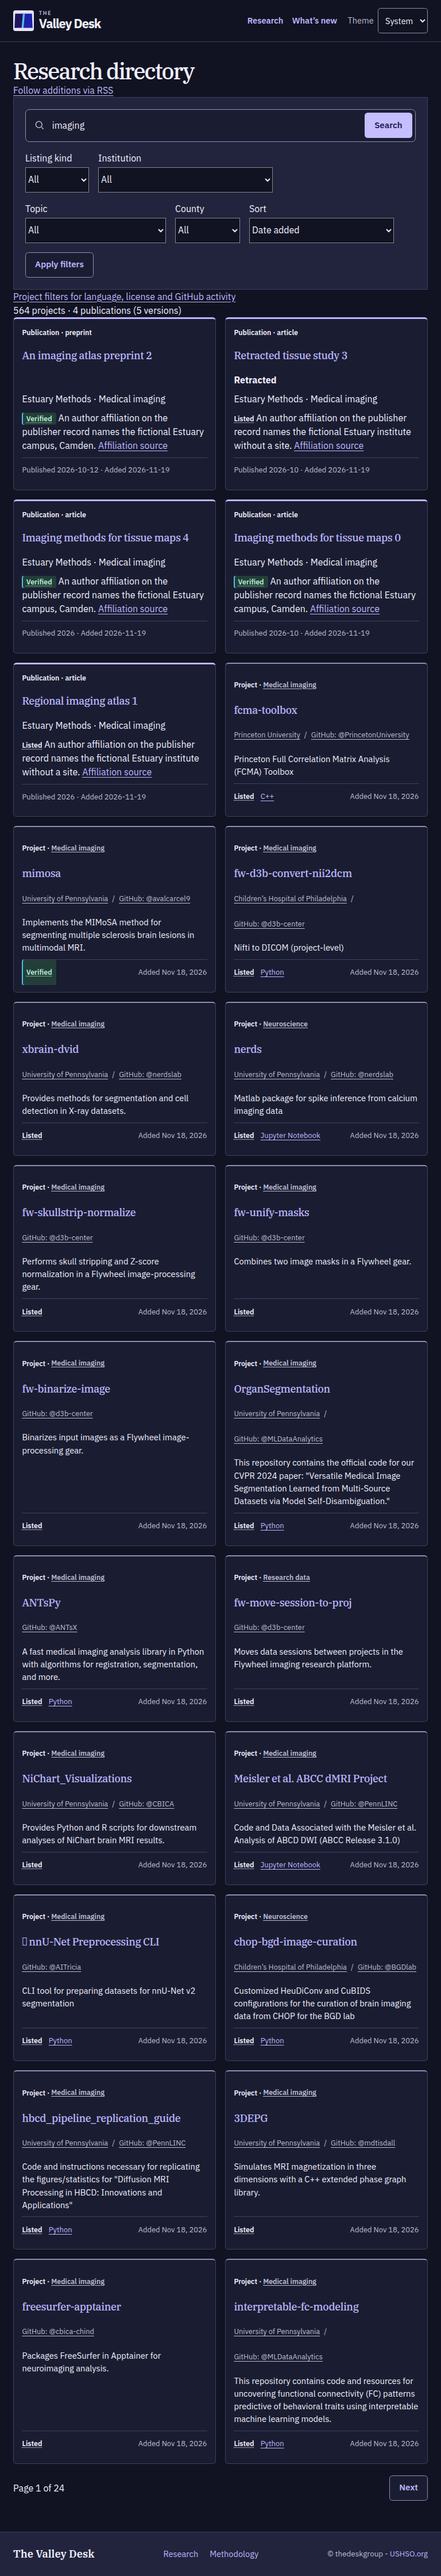 THE
The Valley Desk
Research What's new Theme System
Research directory
Follow additions via RSS
imaging Search
Listing kind Institution
All All
Topic County Sort
All All Date added
Apply filters
Project filters for language, license and GitHub activity
564 projects · 4 publications (5 versions)
Publication · preprint
An imaging atlas preprint 2
Estuary Methods · Medical imaging
Verified An author affiliation on the
publisher record names the fictional Estuary
campus, Camden. Affiliation source
Published 2026-10-12 · Added 2026-11-19
Publication · article
Retracted tissue study 3
Retracted
Estuary Methods · Medical imaging
Listed An author affiliation on the publisher
record names the fictional Estuary institute
without a site. Affiliation source
Published 2026-10 · Added 2026-11-19
Publication · article
Imaging methods for tissue maps 4
Estuary Methods · Medical imaging
Verified An author affiliation on the
publisher record names the fictional Estuary
campus, Camden. Affiliation source
Published 2026 · Added 2026-11-19
Publication · article
Imaging methods for tissue maps 0
Estuary Methods · Medical imaging
Verified An author affiliation on the
publisher record names the fictional Estuary
campus, Camden. Affiliation source
Published 2026-10 · Added 2026-11-19
Publication · article
Regional imaging atlas 1
Estuary Methods · Medical imaging
Listed An author affiliation on the publisher
record names the fictional Estuary institute
without a site. Affiliation source
Published 2026 · Added 2026-11-19
Project · Medical imaging
fcma-toolbox
Princeton University / GitHub: @PrincetonUniversity
Princeton Full Correlation Matrix Analysis
(FCMA) Toolbox
Listed C++ Added Nov 18, 2026
Project · Medical imaging
mimosa
University of Pennsylvania / GitHub: @avalcarcel9
Implements the MIMoSA method for
segmenting multiple sclerosis brain lesions in
multimodal MRI.
Verified Added Nov 18, 2026
Project · Medical imaging
fw-d3b-convert-nii2dcm
Children's Hospital of Philadelphia /
GitHub: @d3b-center
Nifti to DICOM (project-level)
Listed Python Added Nov 18, 2026
Project · Medical imaging
xbrain-dvid
University of Pennsylvania / GitHub: @nerdslab
Provides methods for segmentation and cell
detection in X-ray datasets.
Listed Added Nov 18, 2026
Project · Neuroscience
nerds
University of Pennsylvania / GitHub: @nerdslab
Matlab package for spike inference from calcium
imaging data
Listed Jupyter Notebook Added Nov 18, 2026
Project · Medical imaging
fw-skullstrip-normalize
GitHub: @d3b-center
Performs skull stripping and Z-score
normalization in a Flywheel image-processing
gear.
Listed Added Nov 18, 2026
Project · Medical imaging
fw-unify-masks
GitHub: @d3b-center
Combines two image masks in a Flywheel gear.
Listed Added Nov 18, 2026
Project · Medical imaging
fw-binarize-image
GitHub: @d3b-center
Binarizes input images as a Flywheel image-
processing gear.
Listed Added Nov 18, 2026
Project · Medical imaging
OrganSegmentation
University of Pennsylvania /
GitHub: @MLDataAnalytics
This repository contains the official code for our
CVPR 2024 paper: "Versatile Medical Image
Segmentation Learned from Multi-Source
Datasets via Model Self-Disambiguation."
Listed Python Added Nov 18, 2026
Project · Medical imaging
ANTsPy
GitHub: @ANTsX
A fast medical imaging analysis library in Python
with algorithms for registration, segmentation,
and more.
Listed Python Added Nov 18, 2026
Project · Research data
fw-move-session-to-proj
GitHub: @d3b-center
Moves data sessions between projects in the
Flywheel imaging research platform.
Listed Added Nov 18, 2026
Project · Medical imaging
NiChart_Visualizations
University of Pennsylvania / GitHub: @CBICA
Provides Python and R scripts for downstream
analyses of NiChart brain MRI results.
Listed Added Nov 18, 2026
Project · Medical imaging
Meisler et al. ABCC dMRI Project
University of Pennsylvania / GitHub: @PennLINC
Code and Data Associated with the Meisler et al.
Analysis of ABCD DWI (ABCC Release 3.1.0)
Listed Jupyter Notebook Added Nov 18, 2026
Project · Medical imaging
nnU-Net Preprocessing CLI
GitHub: @AITricia
CLI tool for preparing datasets for nnU-Net v2
segmentation
Listed Python Added Nov 18, 2026
Project · Neuroscience
chop-bgd-image-curation
Children's Hospital of Philadelphia / GitHub: @BGDlab
Customized HeuDiConv and CuBIDS
configurations for the curation of brain imaging
data from CHOP for the BGD lab
Listed Python Added Nov 18, 2026
Project · Medical imaging
hbcd_pipeline_replication_guide
University of Pennsylvania / GitHub: @PennLINC
Code and instructions necessary for replicating
the figures/statistics for "Diffusion MRI
Processing in HBCD: Innovations and
Applications"
Listed Python Added Nov 18, 2026
Project · Medical imaging
3DEPG
University of Pennsylvania / GitHub: @mdtisdall
Simulates MRI magnetization in three
dimensions with a C++ extended phase graph
library.
Listed Added Nov 18, 2026
Project · Medical imaging
freesurfer-apptainer
GitHub: @cbica-chind
Packages FreeSurfer in Apptainer for
neuroimaging analysis.
Listed Added Nov 18, 2026
Project · Medical imaging
interpretable-fc-modeling
University of Pennsylvania /
GitHub: @MLDataAnalytics
This repository contains code and resources for
uncovering functional connectivity (FC) patterns
predictive of behavioral traits using interpretable
machine learning models.
Listed Python Added Nov 18, 2026
Page 1 of 24 Next
The Valley Desk Research Methodology © thedeskgroup - USHSO.org